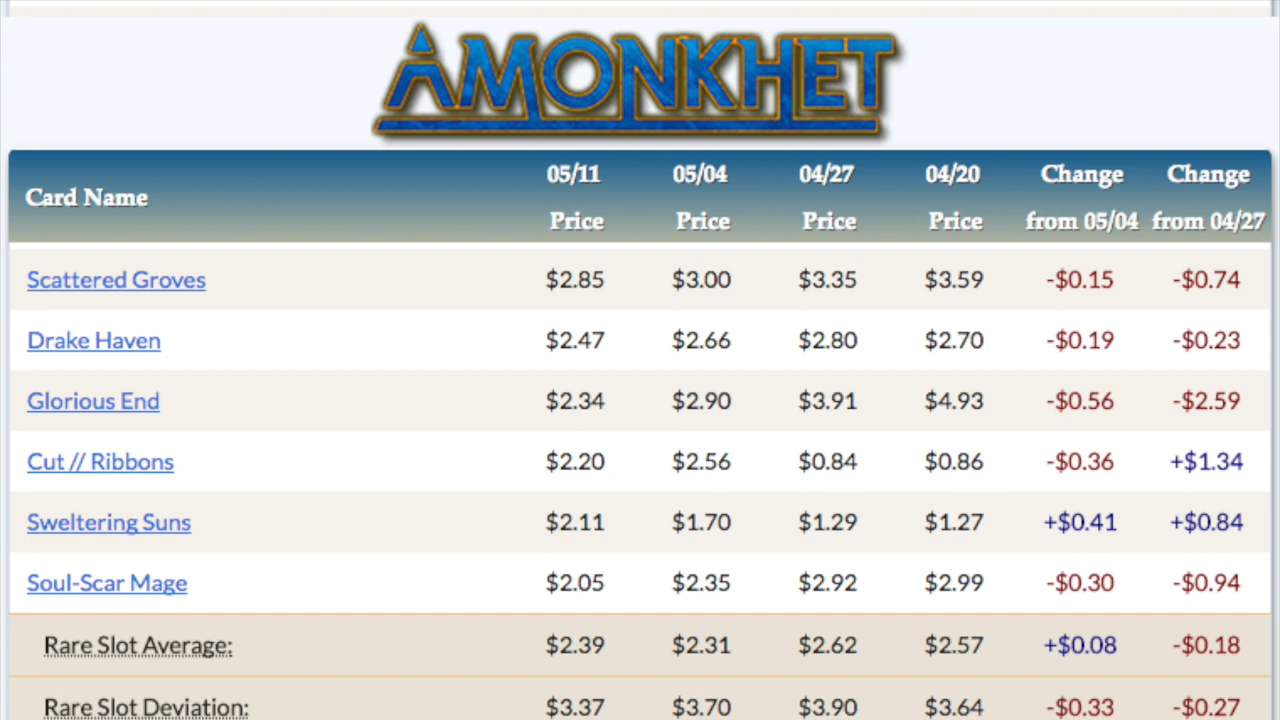 AMONKHET
Card Name 05/11 Price 05/04 Price 04/27 Price 04/20 Price Change from 05/04 Change from 04/27
Scattered Groves $2.85 $3.00 $3.35 $3.59 -$0.15 -$0.74
Drake Haven $2.47 $2.66 $2.80 $2.70 -$0.19 -$0.23
Glorious End $2.34 $2.90 $3.91 $4.93 -$0.56 -$2.59
Cut // Ribbons $2.20 $2.56 $0.84 $0.86 -$0.36 +$1.34
Sweltering Suns $2.11 $1.70 $1.29 $1.27 +$0.41 +$0.84
Soul-Scar Mage $2.05 $2.35 $2.92 $2.99 -$0.30 -$0.94
Rare Slot Average: $2.39 $2.31 $2.62 $2.57 +$0.08 -$0.18
Rare Slot Deviation: $3.37 $3.70 $3.90 $3.64 -$0.33 -$0.27